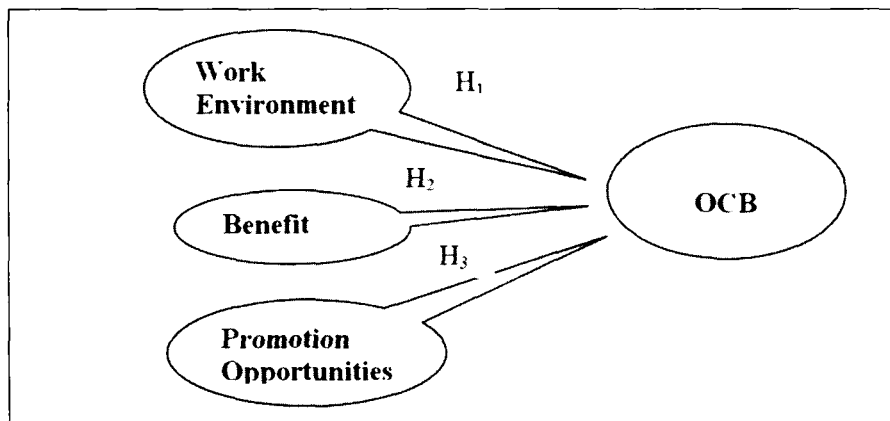 Work
Environment
H₁
H₂
Benefit
OCB
H₃
Promotion
Opportunities